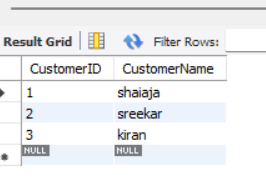 Result Grid Filter Rows:
CustomerID CustomerName
1 shaiaja
2 sreekar
3 kiran
NULL NULL